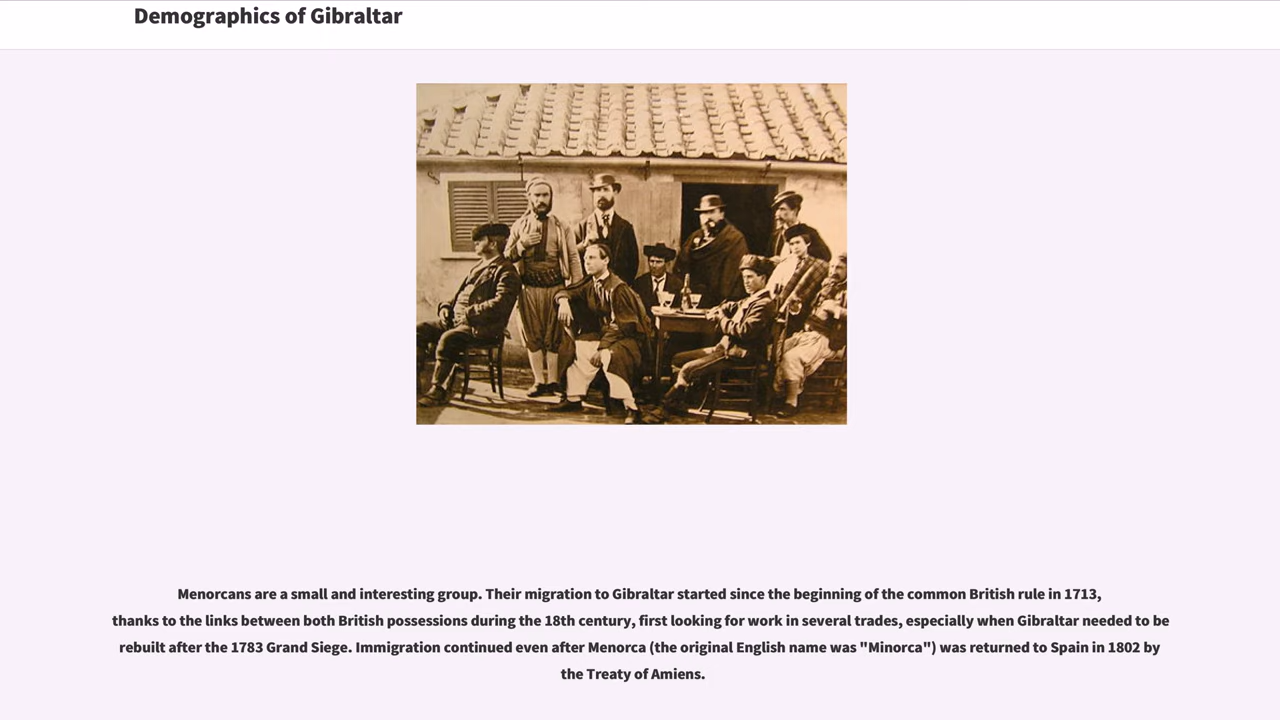 Demographics of Gibraltar
Menorcans are a small and interesting group. Their migration to Gibraltar started since the beginning of the common British rule in 1713,
thanks to the links between both British possessions during the 18th century, first looking for work in several trades, especially when Gibraltar needed to be
rebuilt after the 1783 Grand Siege. Immigration continued even after Menorca (the original English name was "Minorca") was returned to Spain in 1802 by
the Treaty of Amiens.